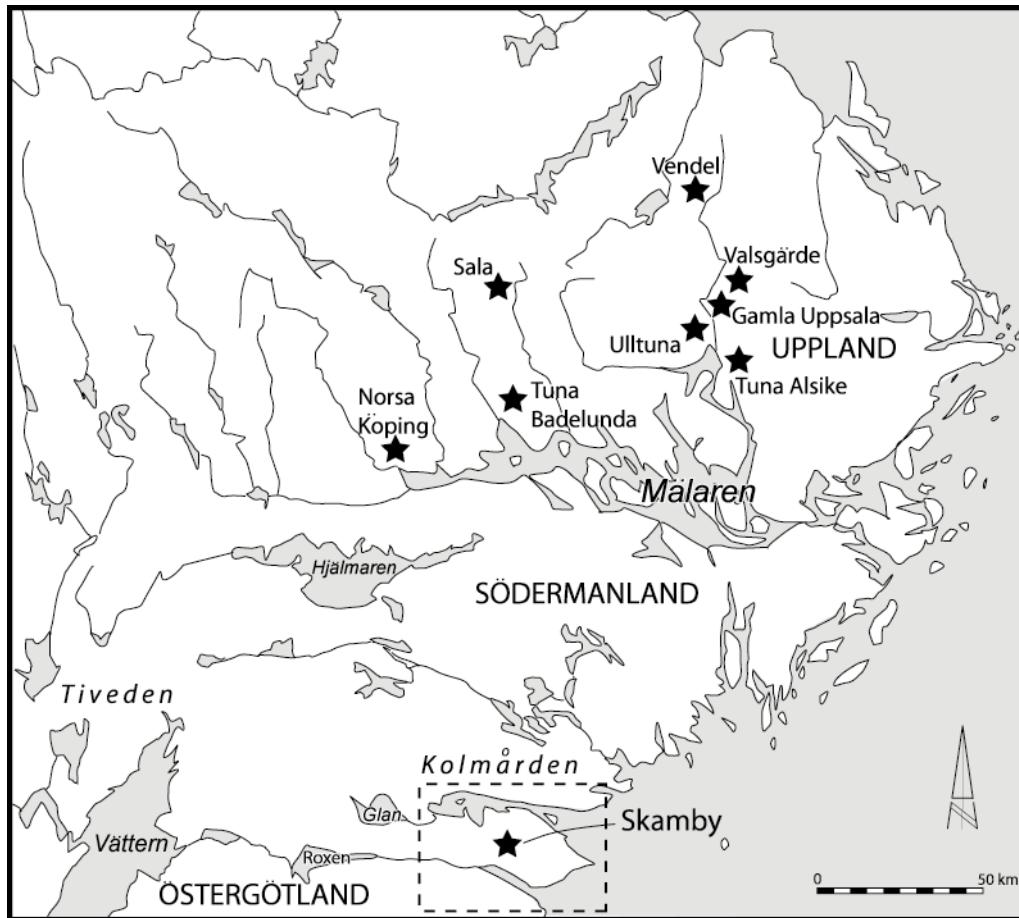 Vendel
Valsgärde
Sala
Gamla Uppsala
Ulltuna
UPPLAND
Tuna Alsike
Norsa
Köping
Tuna
Badelunda
Mälaren
Hjälmaren
SÖDERMANLAND
Tiveden
Kolmården
Glan
Skamby
Vättern
Roxen
ÖSTERGÖTLAND
0 50 km